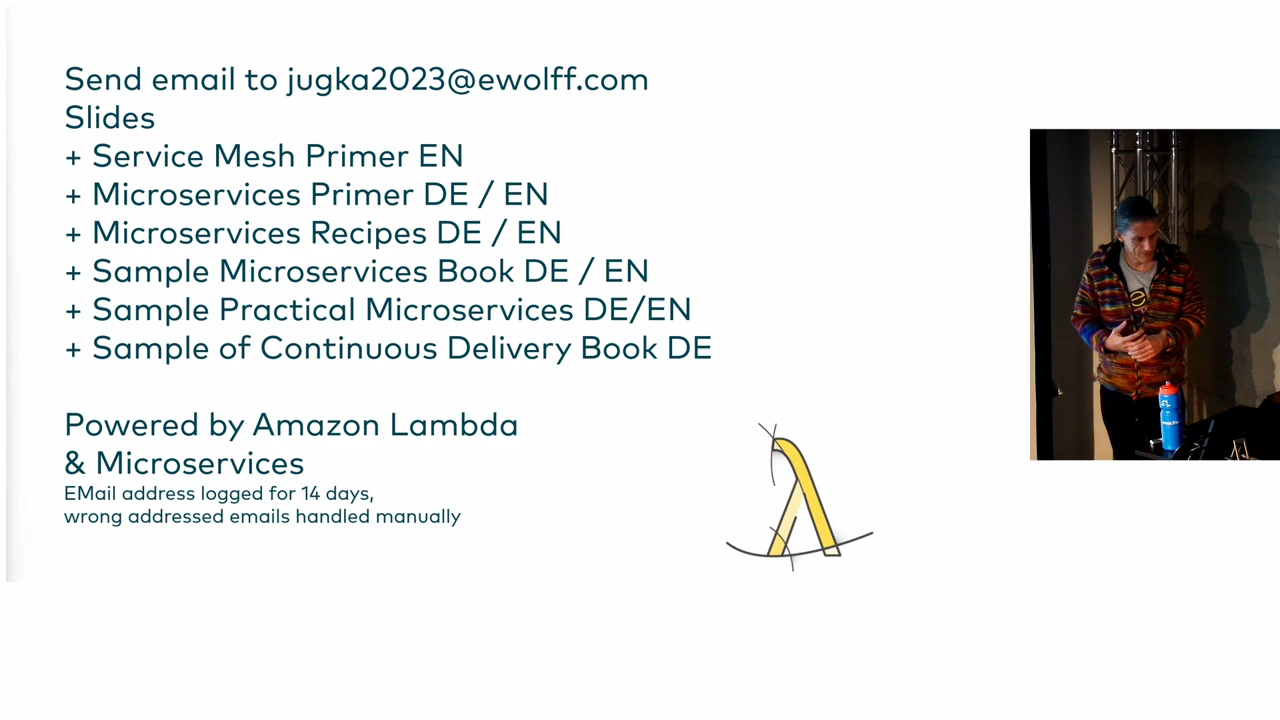 Send email to jugka2023@ewolff.com
Slides
+ Service Mesh Primer EN
+ Microservices Primer DE / EN
+ Microservices Recipes DE / EN
+ Sample Microservices Book DE / EN
+ Sample Practical Microservices DE/EN
+ Sample of Continuous Delivery Book DE
Powered by Amazon Lambda
& Microservices
EMail address logged for 14 days,
wrong addressed emails handled manually